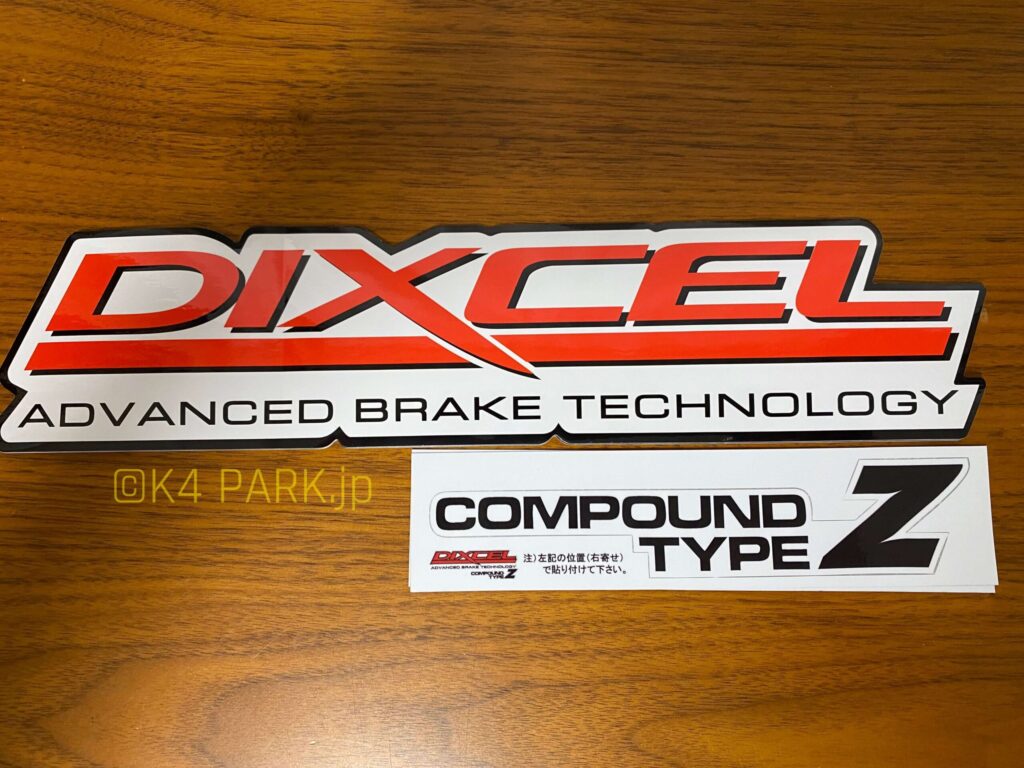 DIXCEL
ADVANCED BRAKE TECHNOLOGY
©K4 PARK.jp
COMPOUND
TYPE Z
DIXCEL
ADVANCED BRAKE TECHNOLOGY
COMPOUND
TYPE Z
注)左記の位置(右寄せ)
で貼り付けて下さい。